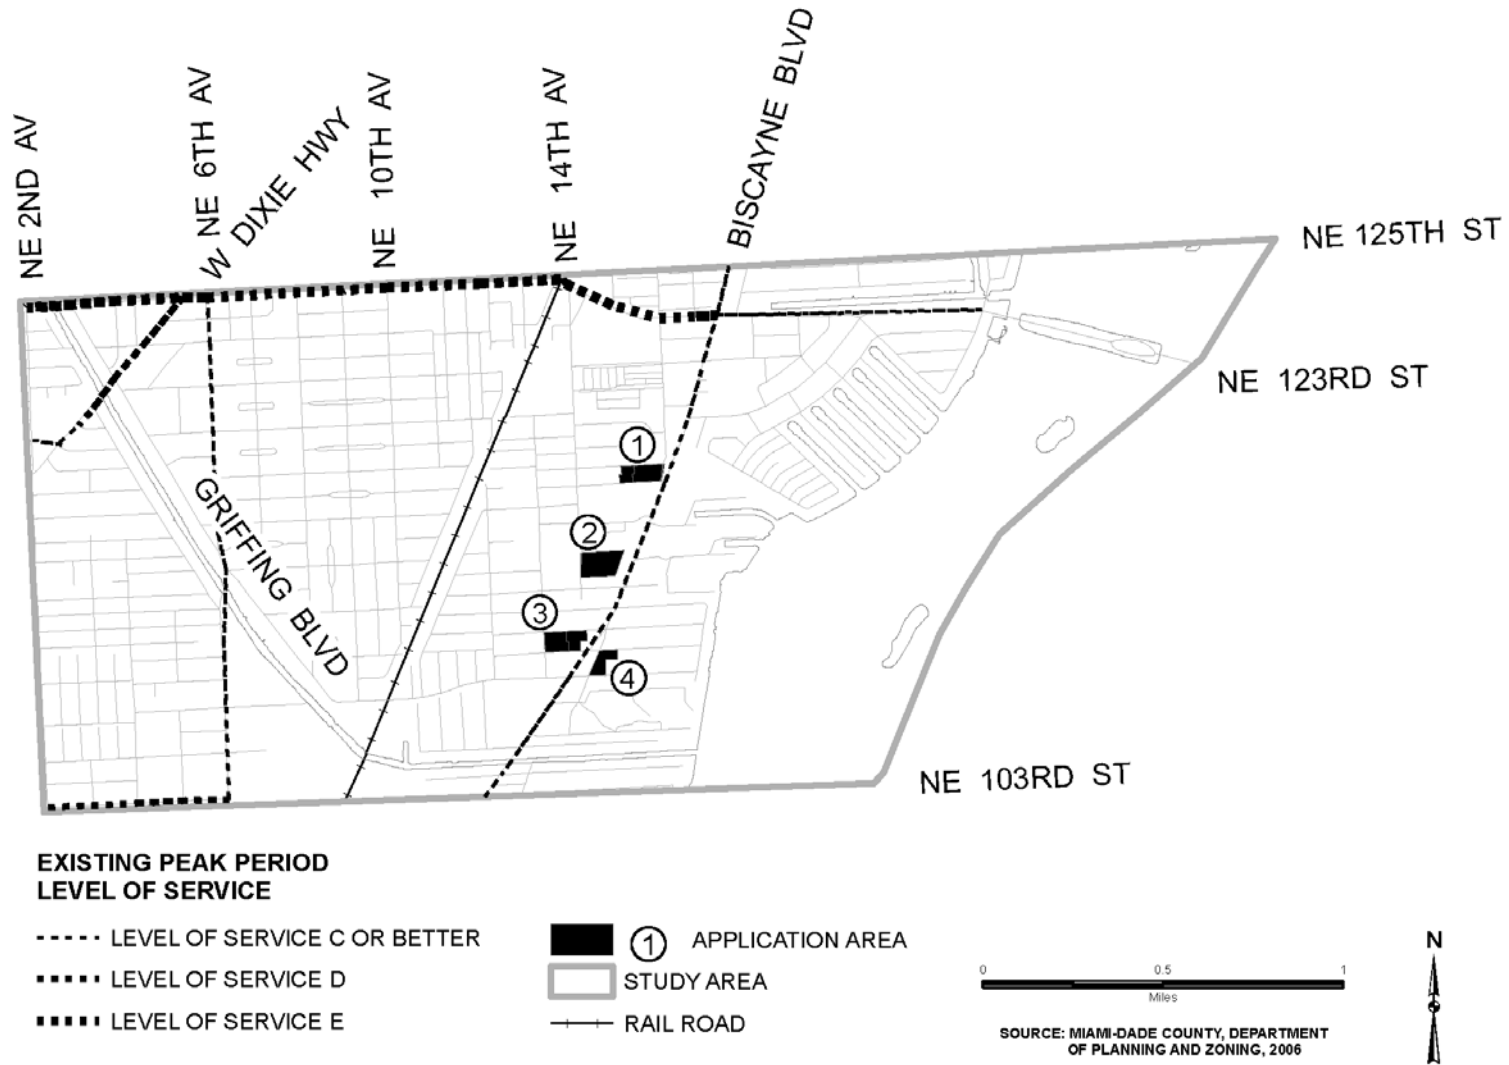 NE 2ND AV
NE 6TH AV
W DIXIE HWY
NE 10TH AV
NE 14TH AV
BISCAYNE BLVD
NE 125TH ST
NE 123RD ST
1
GRIFFING BLVD
2
3
4
NE 103RD ST
EXISTING PEAK PERIOD
LEVEL OF SERVICE
LEVEL OF SERVICE C OR BETTER
LEVEL OF SERVICE D
LEVEL OF SERVICE E
1 APPLICATION AREA
STUDY AREA
RAIL ROAD
0 0.5 1
Miles
SOURCE: MIAMI-DADE COUNTY, DEPARTMENT
OF PLANNING AND ZONING, 2006
N